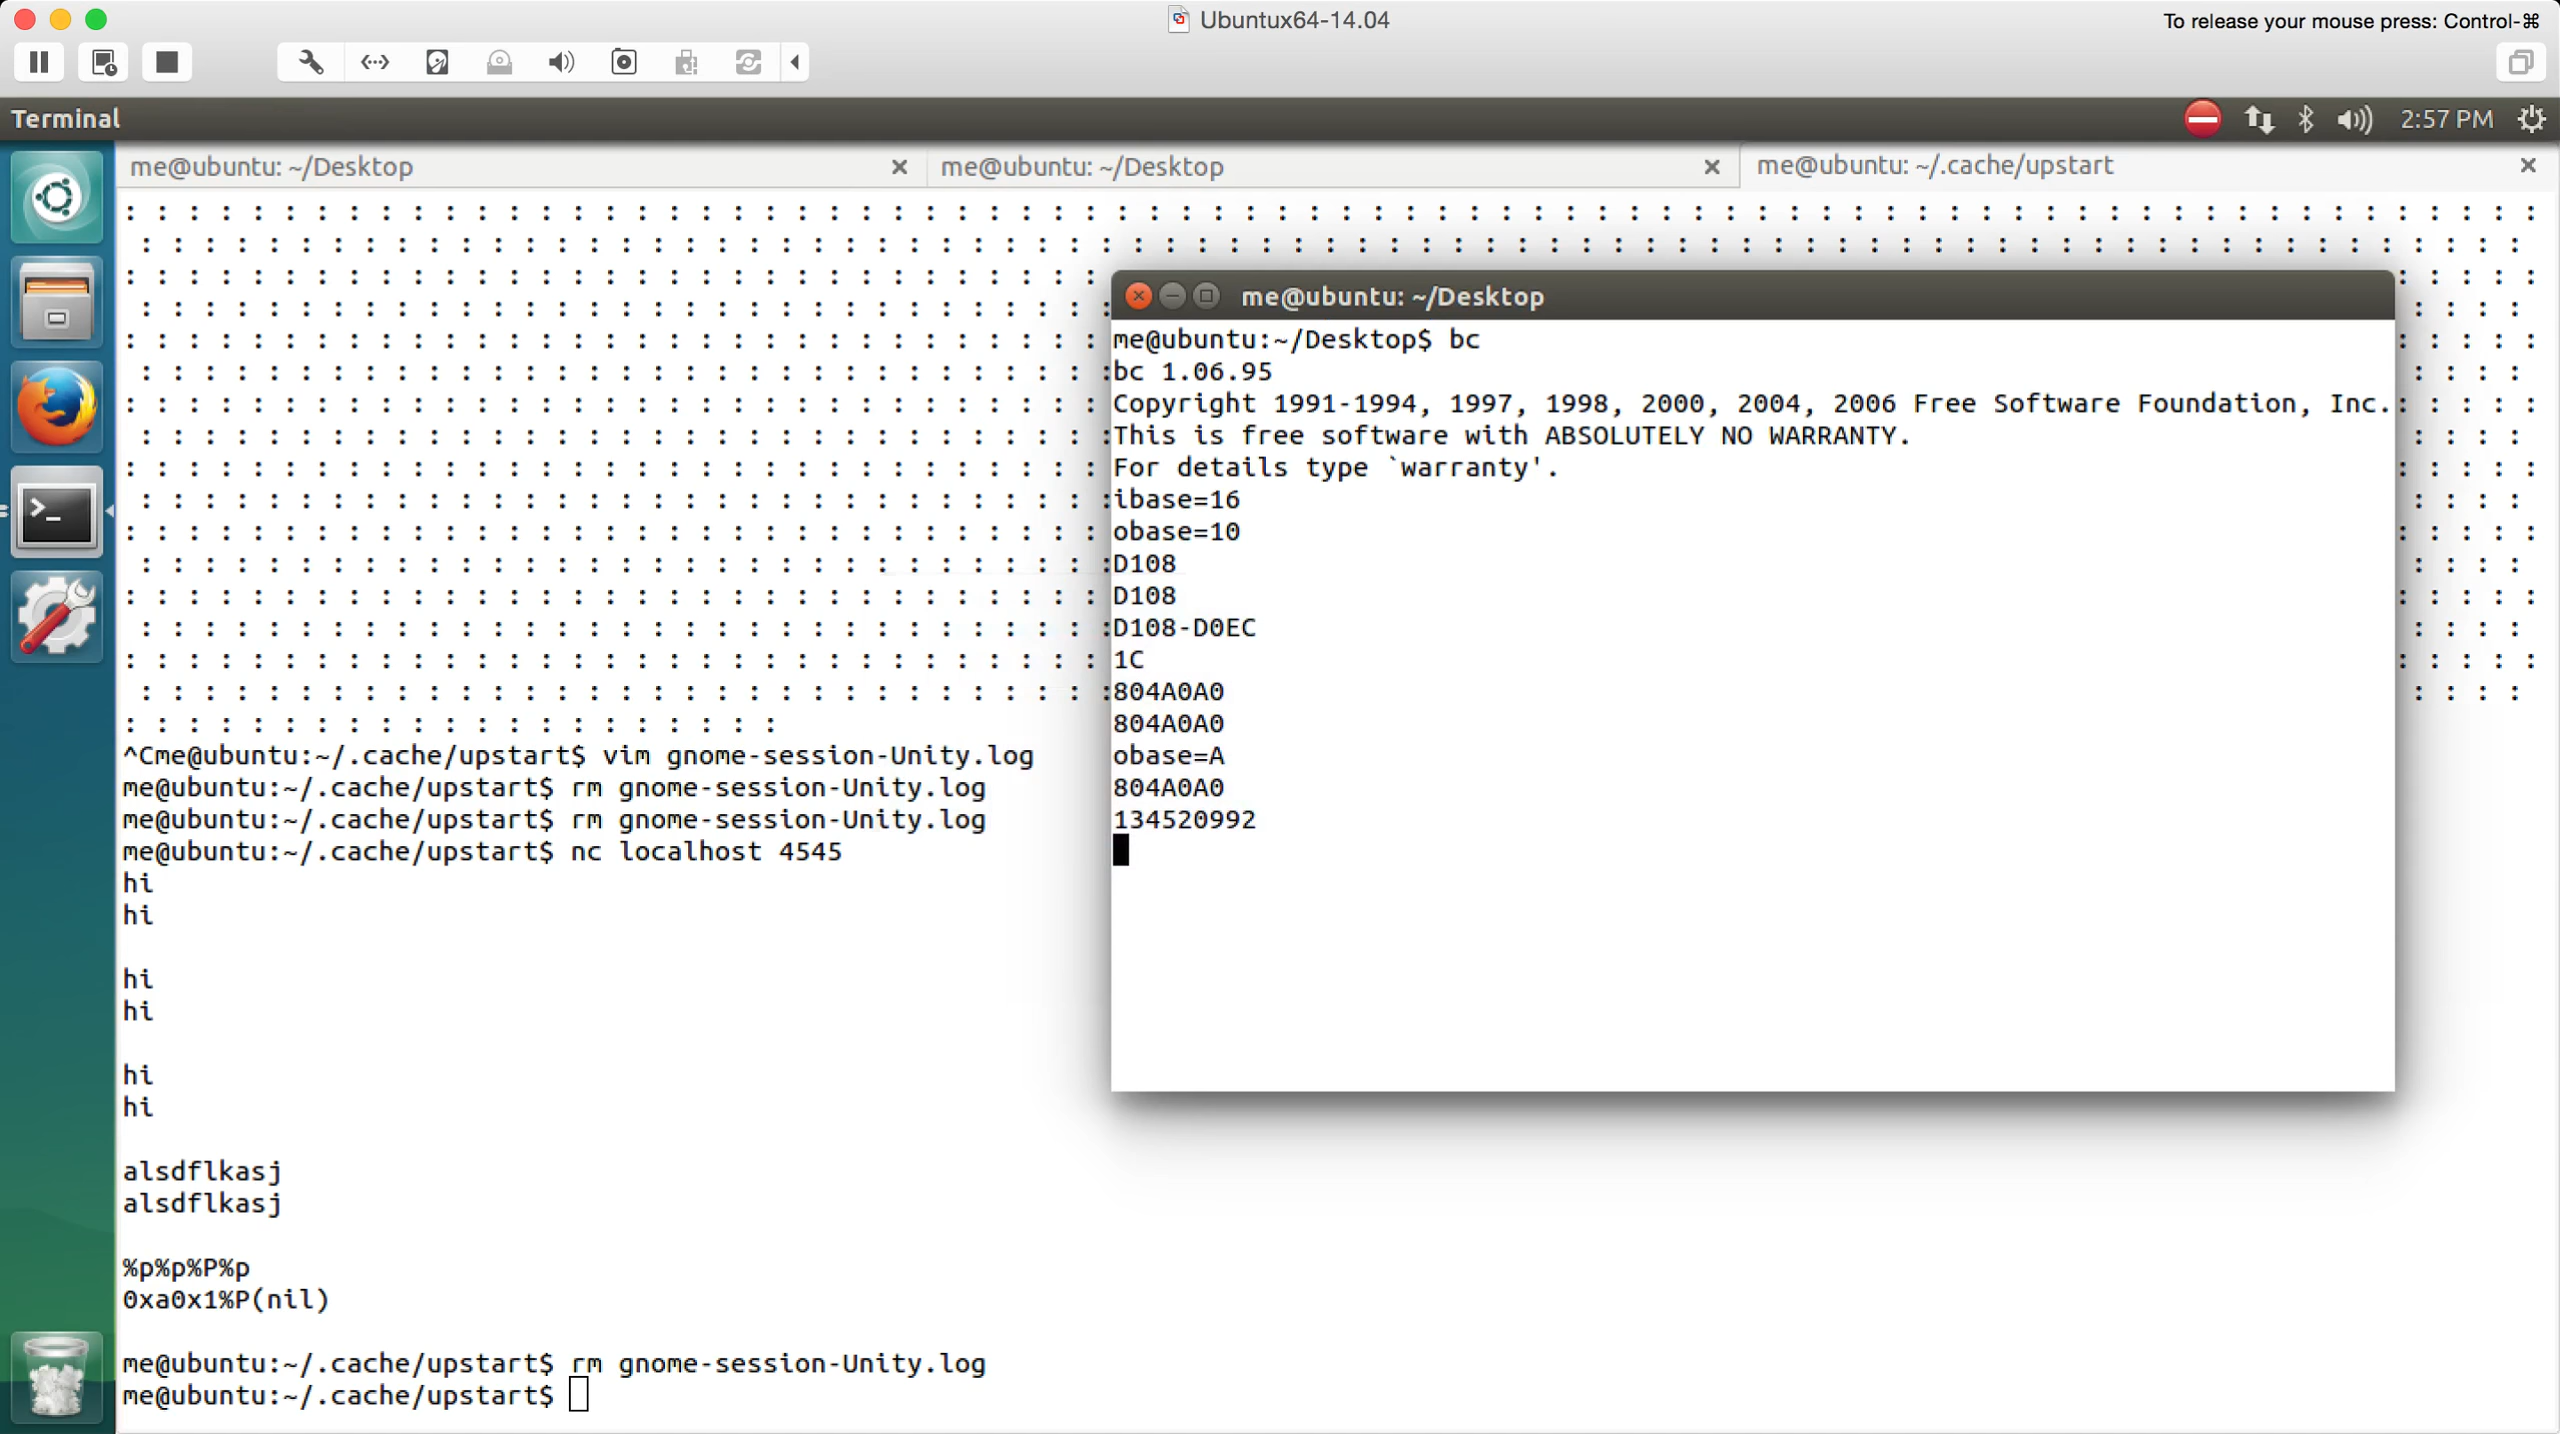 Ubuntux64-14.04
To release your mouse press: Control-⌘
Terminal
2:57 PM
me@ubuntu: ~/Desktop
me@ubuntu: ~/Desktop
me@ubuntu: ~/.cache/upstart
^Cme@ubuntu:~/.cache/upstart$ vim gnome-session-Unity.log
me@ubuntu:~/.cache/upstart$ rm gnome-session-Unity.log
me@ubuntu:~/.cache/upstart$ rm gnome-session-Unity.log
me@ubuntu:~/.cache/upstart$ nc localhost 4545
hi
hi
hi
hi
hi
hi
alsdflkasj
alsdflkasj
%p%p%P%p
0xa0x1%P(nil)
me@ubuntu:~/.cache/upstart$ rm gnome-session-Unity.log
me@ubuntu:~/.cache/upstart$
me@ubuntu: ~/Desktop
me@ubuntu:~/Desktop$ bc
bc 1.06.95
Copyright 1991-1994, 1997, 1998, 2000, 2004, 2006 Free Software Foundation, Inc.
This is free software with ABSOLUTELY NO WARRANTY.
For details type `warranty'.
ibase=16
obase=10
D108
D108
D108-D0EC
1C
804A0A0
804A0A0
obase=A
804A0A0
134520992